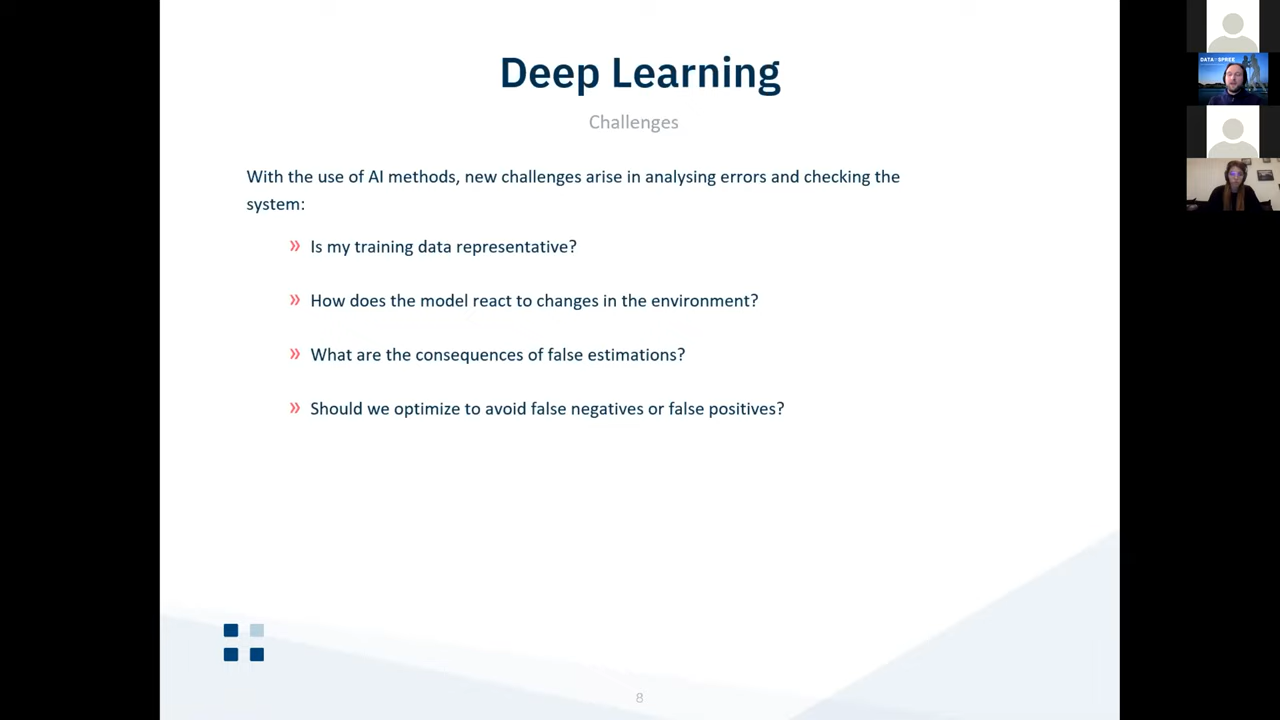 Deep Learning
Challenges
With the use of AI methods, new challenges arise in analysing errors and checking the
system:
» Is my training data representative?
» How does the model react to changes in the environment?
» What are the consequences of false estimations?
» Should we optimize to avoid false negatives or false positives?
8
DATA SPREE